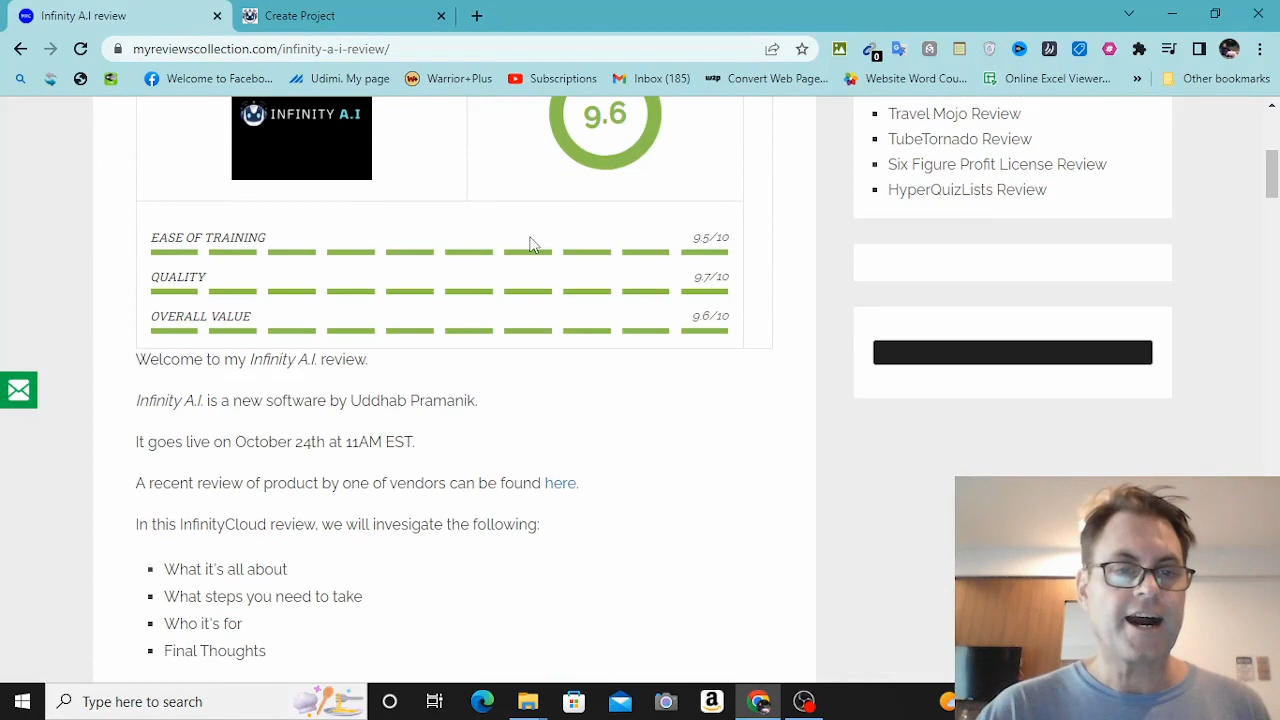 Infinity A.I review
Create Project
myreviewscollection.com/infinity-a-i-review/
0
Welcome to Facebo...
Udimi. My page
Warrior+Plus
Subscriptions
Inbox (185)
Convert Web Page...
Website Word Cou...
Online Excel Viewer...
Other bookmarks
INFINITY A.I
9.6
EASE OF TRAINING 9.5/10
QUALITY 9.7/10
OVERALL VALUE 9.6/10
Welcome to my Infinity A.I. review.
Infinity A.I. is a new software by Uddhab Pramanik.
It goes live on October 24th at 11AM EST.
A recent review of product by one of vendors can be found here.
In this InfinityCloud review, we will invesigate the following:
What it's all about
What steps you need to take
Who it's for
Final Thoughts
Travel Mojo Review
TubeTornado Review
Six Figure Profit License Review
HyperQuizLists Review
Type here to search